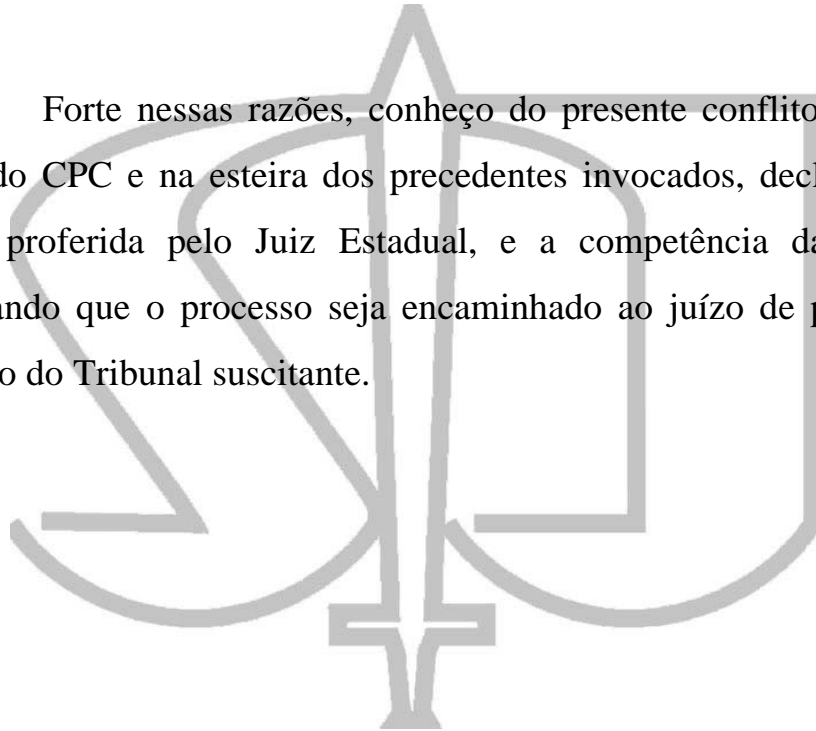 Forte nessas razões, conheço do presente conflito
do CPC e na esteira dos precedentes invocados, decl
proferida pelo Juiz Estadual, e a competência da
ando que o processo seja encaminhado ao juízo de p
o do Tribunal suscitante.